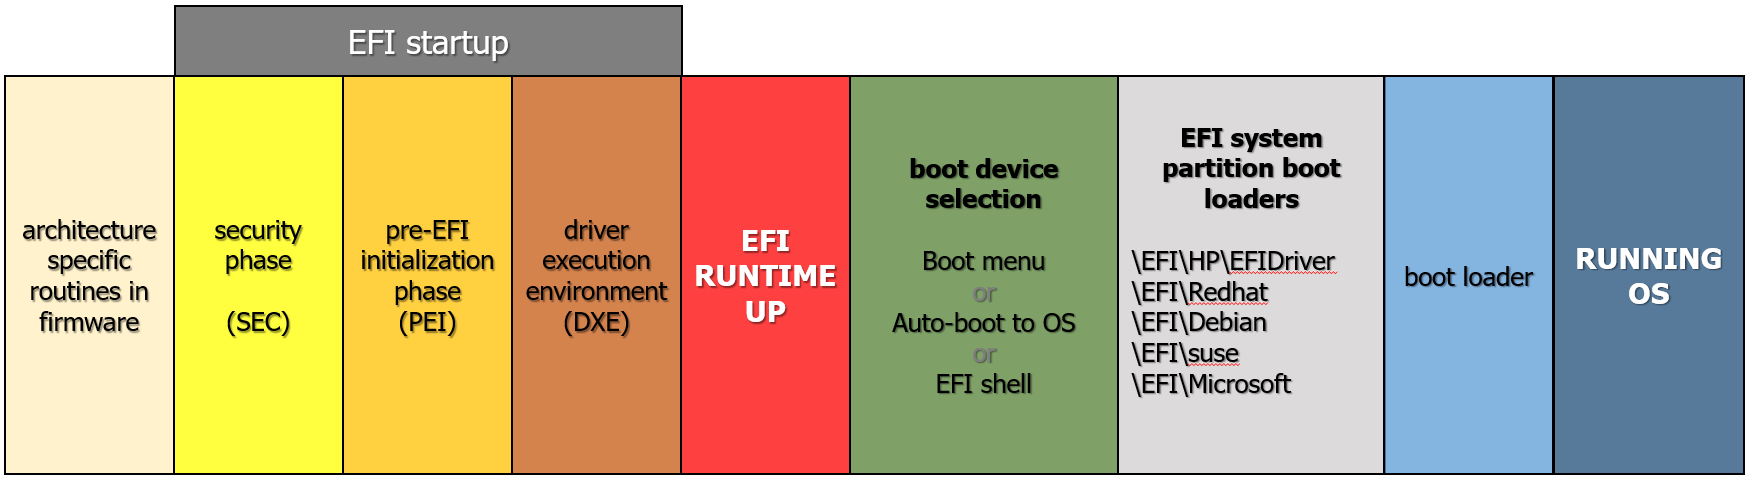 EFI startup
architecture
specific
routines in
firmware
security
phase
(SEC)
pre-EFI
initialization
phase
(PEI)
driver
execution
environment
(DXE)
EFI
RUNTIME
UP
boot device
selection
Boot menu
or
Auto-boot to OS
or
EFI shell
EFI system
partition boot
loaders
\EFI\HP\EFIDriver
\EFI\Redhat
\EFI\Debian
\EFI\suse
\EFI\Microsoft
boot loader
RUNNING
OS